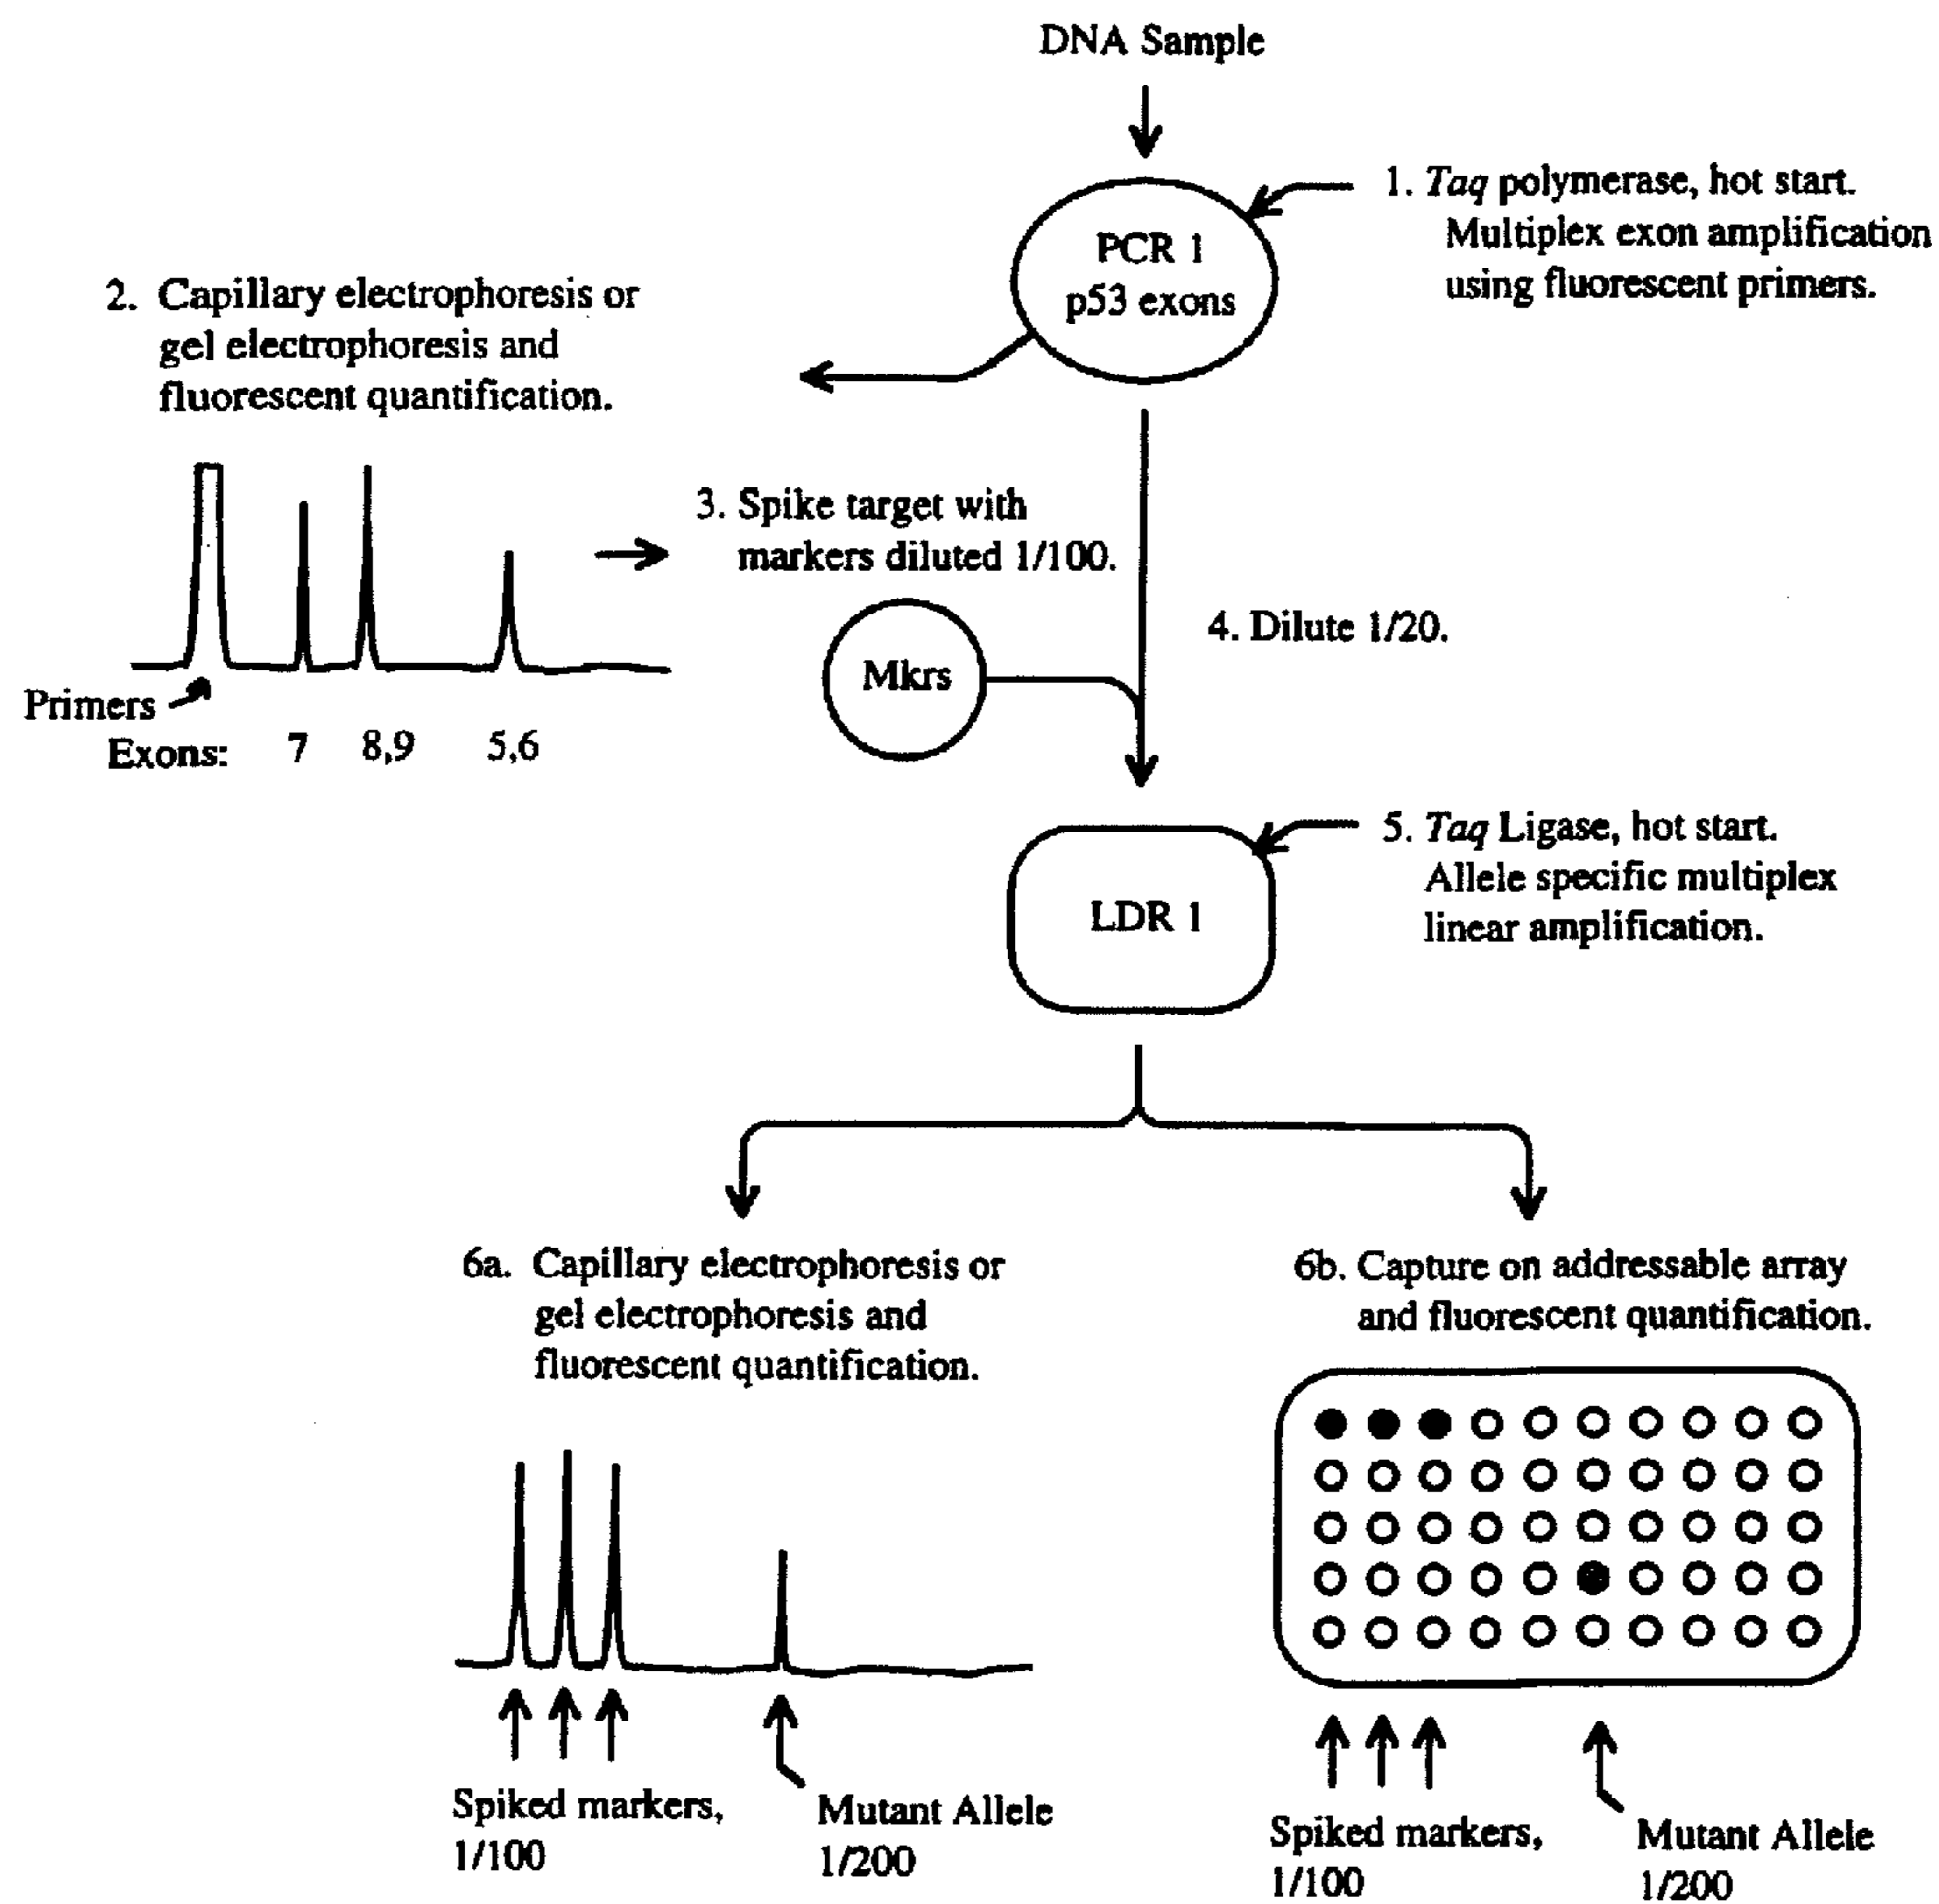 DNA Sample
1. Taq polymerase, hot start.
Multiplex exon amplification
using fluorescent primers.
PCR 1
p53 exons
2. Capillary electrophoresis or
gel electrophoresis and
fluorescent quantification.
3. Spike target with
markers diluted 1/100.
4. Dilute 1/20.
Mkrs
Primers
Exons: 7 8,9 5,6
5. Taq Ligase, hot start.
Allele specific multiplex
linear amplification.
LDR 1
6a. Capillary electrophoresis or
gel electrophoresis and
fluorescent quantification.
6b. Capture on addressable array
and fluorescent quantification.
Spiked markers,
1/100
Mutant Allele
1/200
Spiked markers,
1/100
Mutant Allele
1/200